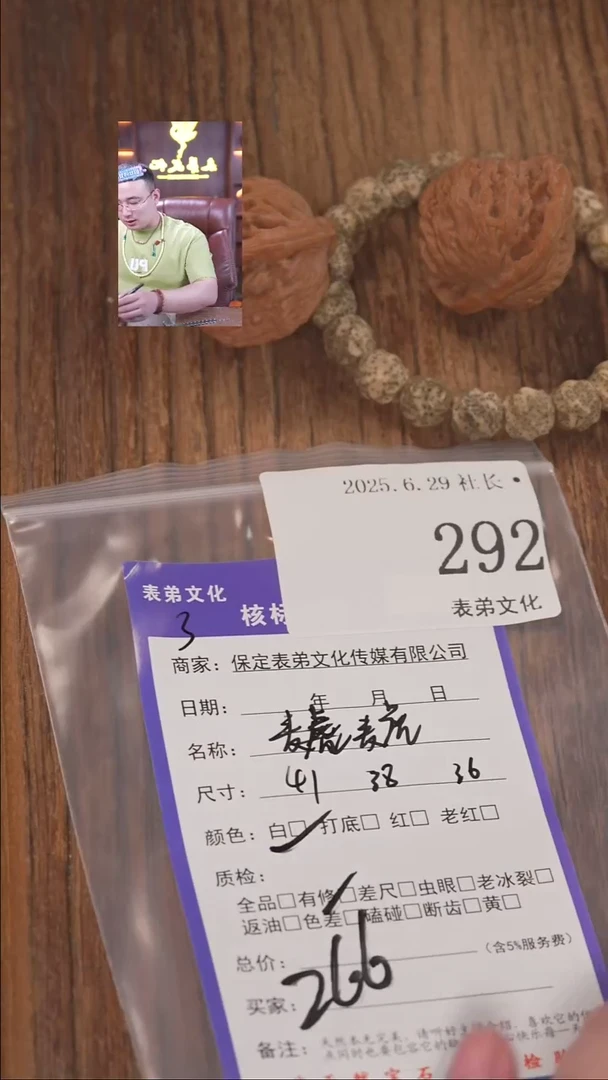 2025.6.29 社长
292
表弟文化
表弟文化
核标
3
商家：保定表弟文化传媒有限公司
日期： 年 月 日
名称：
尺寸： 41 38 36
颜色：白□ 打底□ 红□ 老红□
质检：
全品□有修□差尺□虫眼□老冰裂□
返油□色差□磕碰□断齿□黄□
总价： （含5%服务费）
买家： 266
备注：